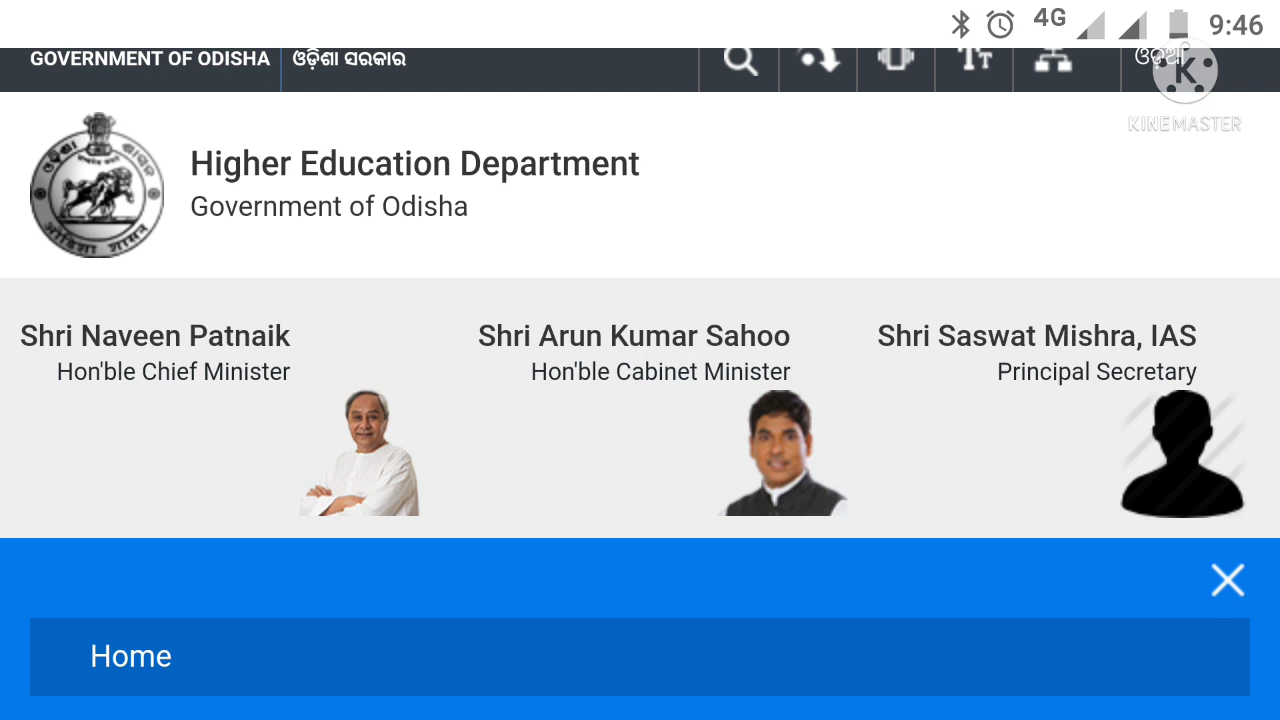 4G 9:46
GOVERNMENT OF ODISHA ଓଡ଼ିଶା ସରକାର
KINEMASTER
Higher Education Department
Government of Odisha
Shri Naveen Patnaik
Hon'ble Chief Minister
Shri Arun Kumar Sahoo
Hon'ble Cabinet Minister
Shri Saswat Mishra, IAS
Principal Secretary
Home